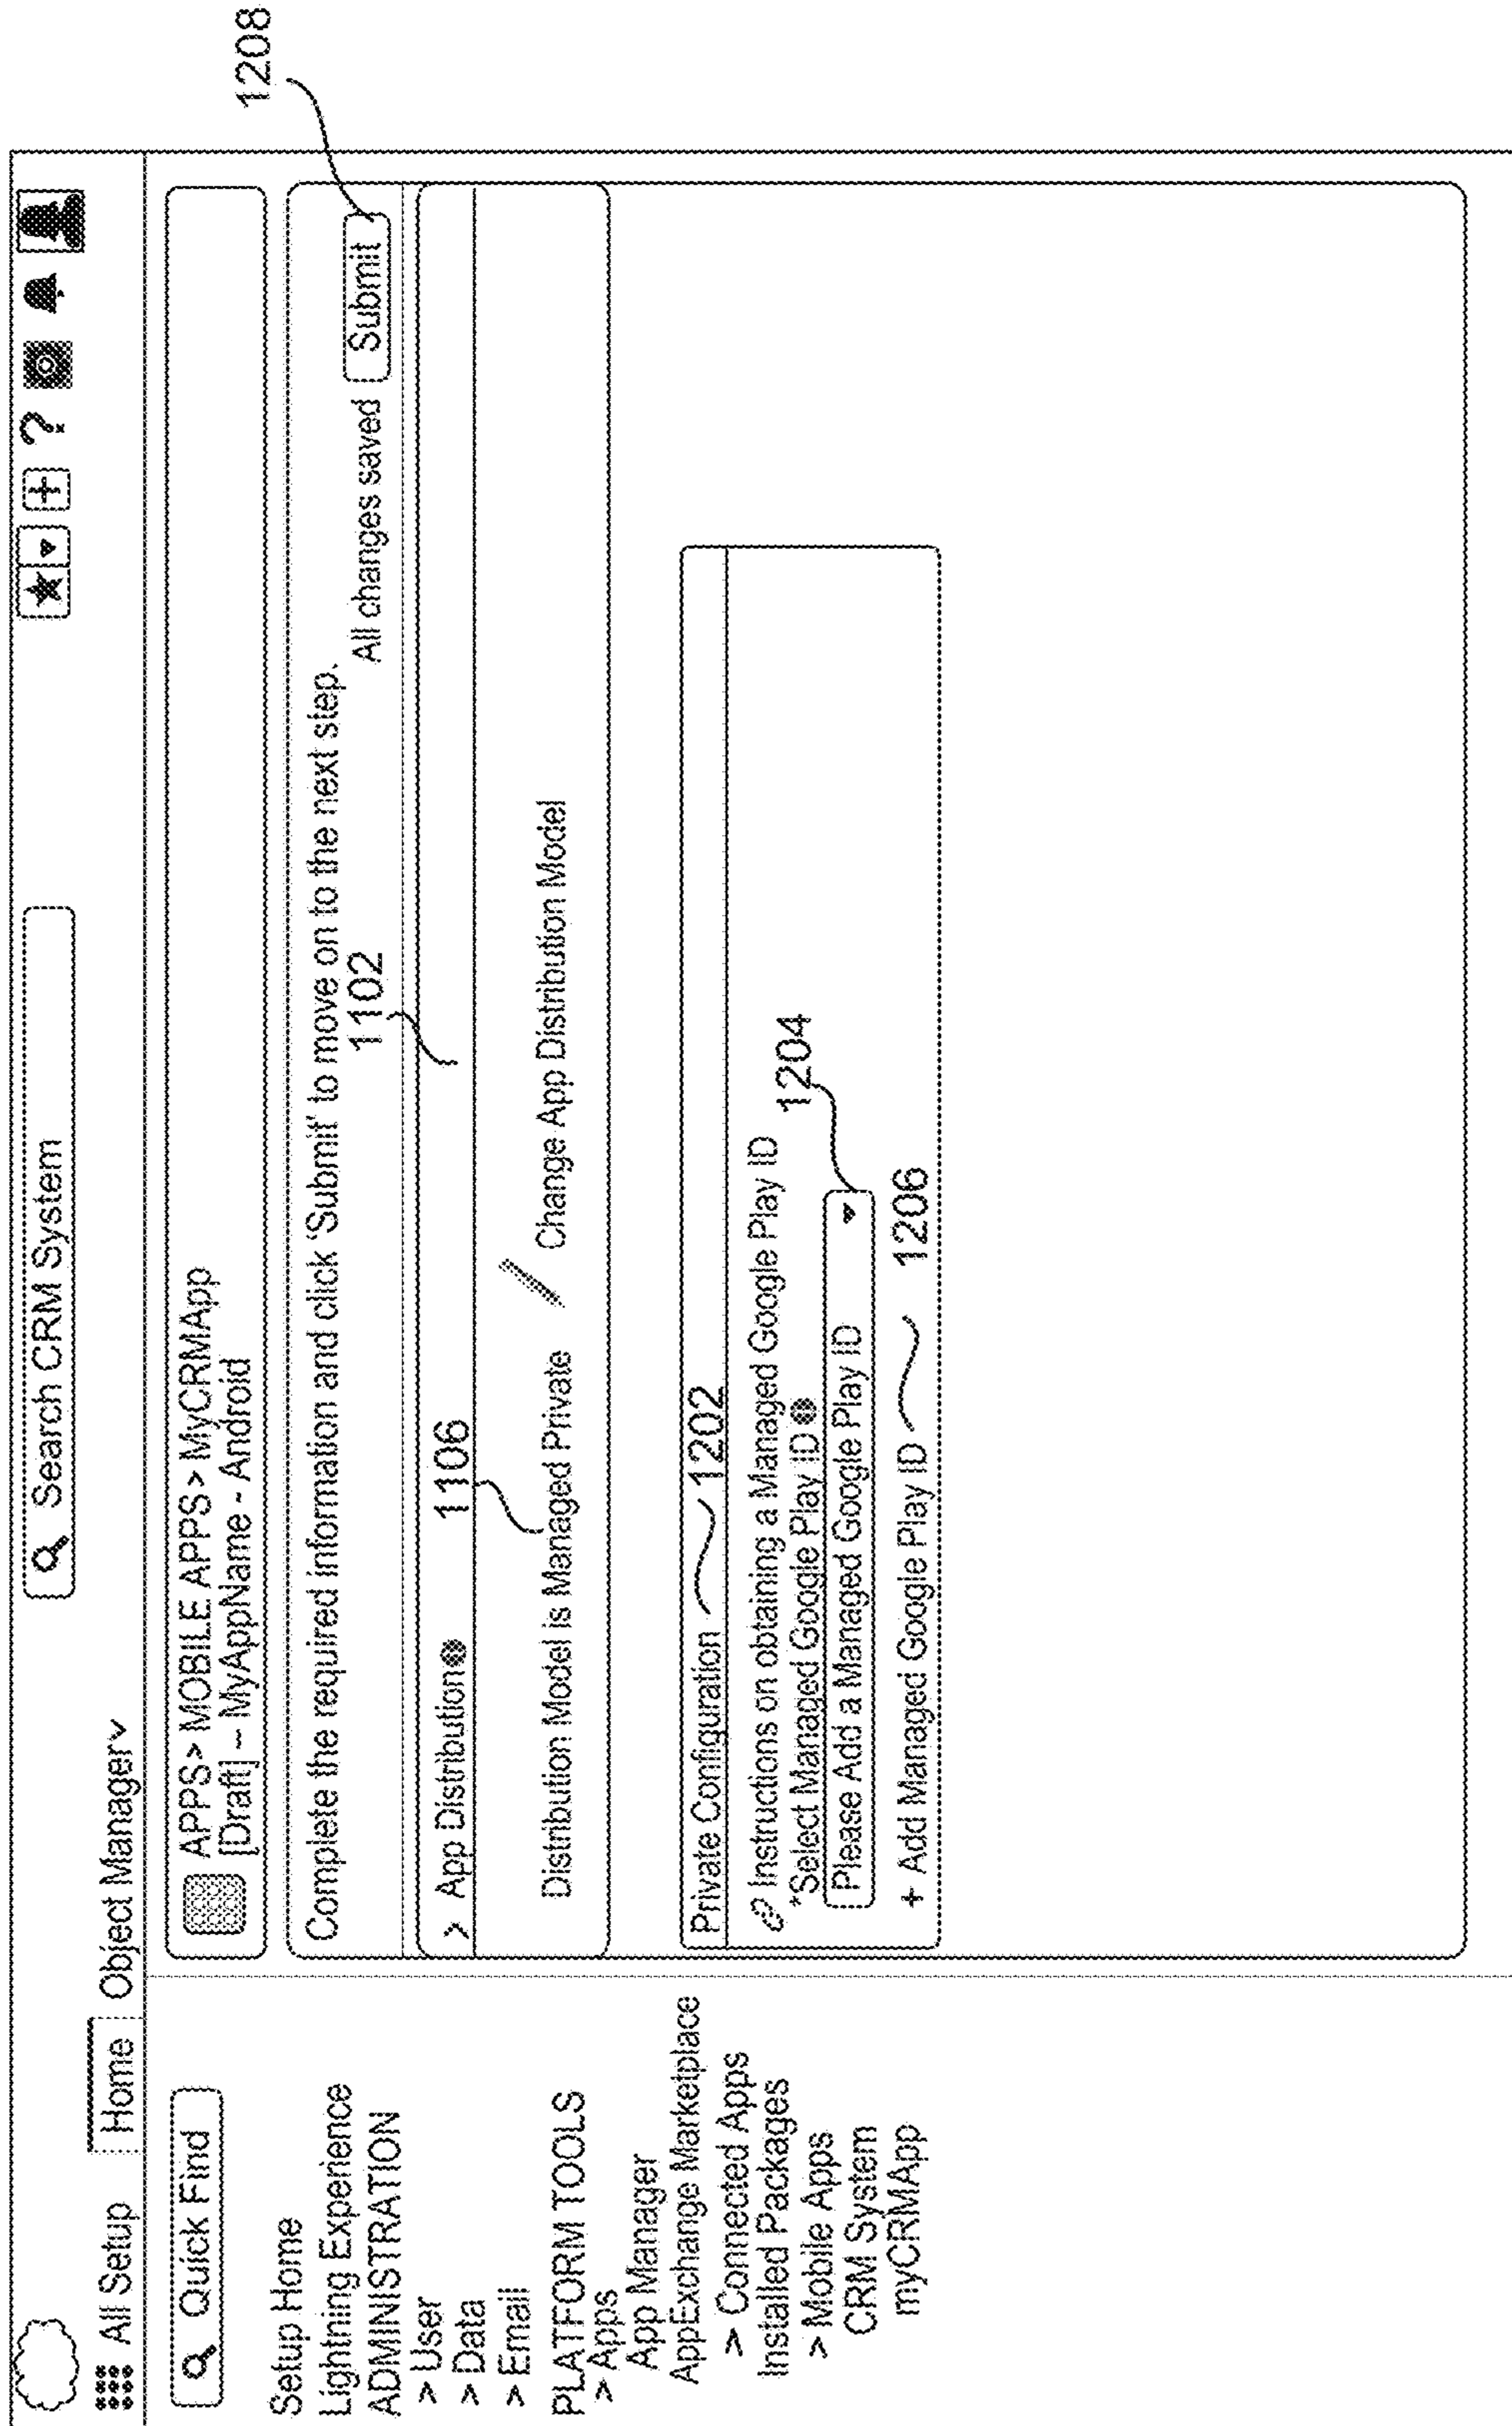 Search CRM System
?
All Setup Home Object Manager
Quick Find
Setup Home
Lightning Experience
ADMINISTRATION
> User
> Data
> Email
PLATFORM TOOLS
> Apps
App Manager
AppExchange Marketplace
> Connected Apps
Installed Packages
> Mobile Apps
CRM System
myCRMApp
APPS > MOBILE APPS > MyCRMApp
[Draft] – MyAppName - Android
1208
Complete the required information and click 'Submit' to move on to the next step.
All changes saved Submit
1102
> App Distribution
1106
Distribution Model is Managed Private Change App Distribution Model
Private Configuration 1202
Instructions on obtaining a Managed Google Play ID
*Select Managed Google Play ID
1204
Please Add a Managed Google Play ID
+ Add Managed Google Play ID 1206